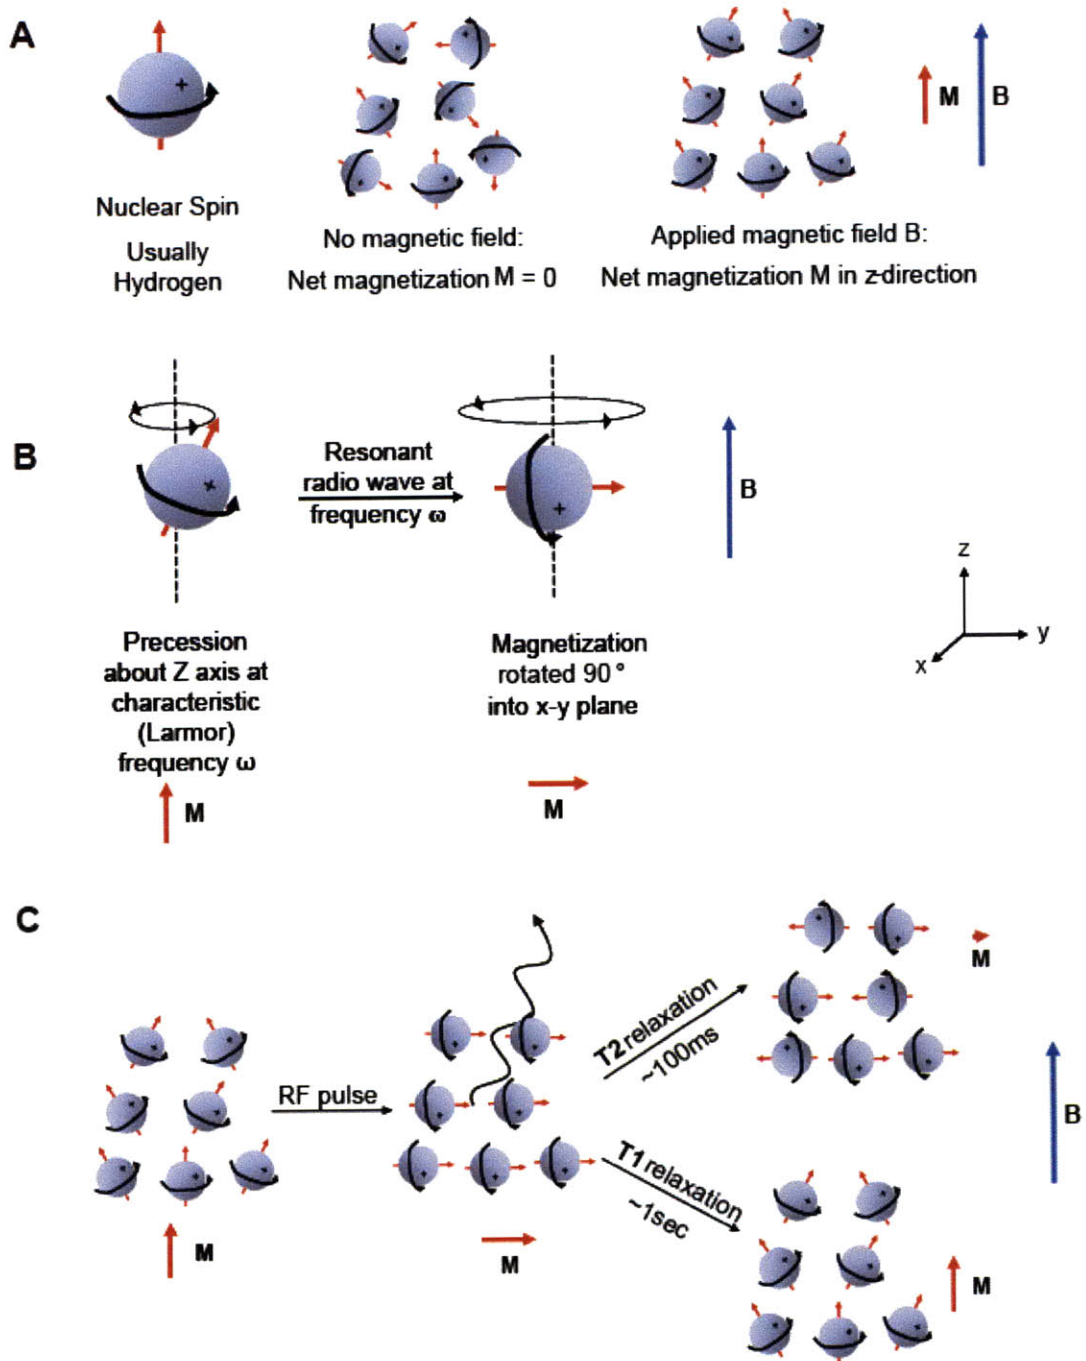 A
M
B
Nuclear Spin
Usually
Hydrogen
No magnetic field:
Net magnetization M = 0
Applied magnetic field B:
Net magnetization M in z-direction
B
Resonant
radio wave at
frequency ω
B
Precession
about Z axis at
characteristic
(Larmor)
frequency ω
M
Magnetization
rotated 90°
into x-y plane
M
z
y
x
C
RF pulse
T2 relaxation
~100ms
T1 relaxation
~1sec
M
M
M
B
M